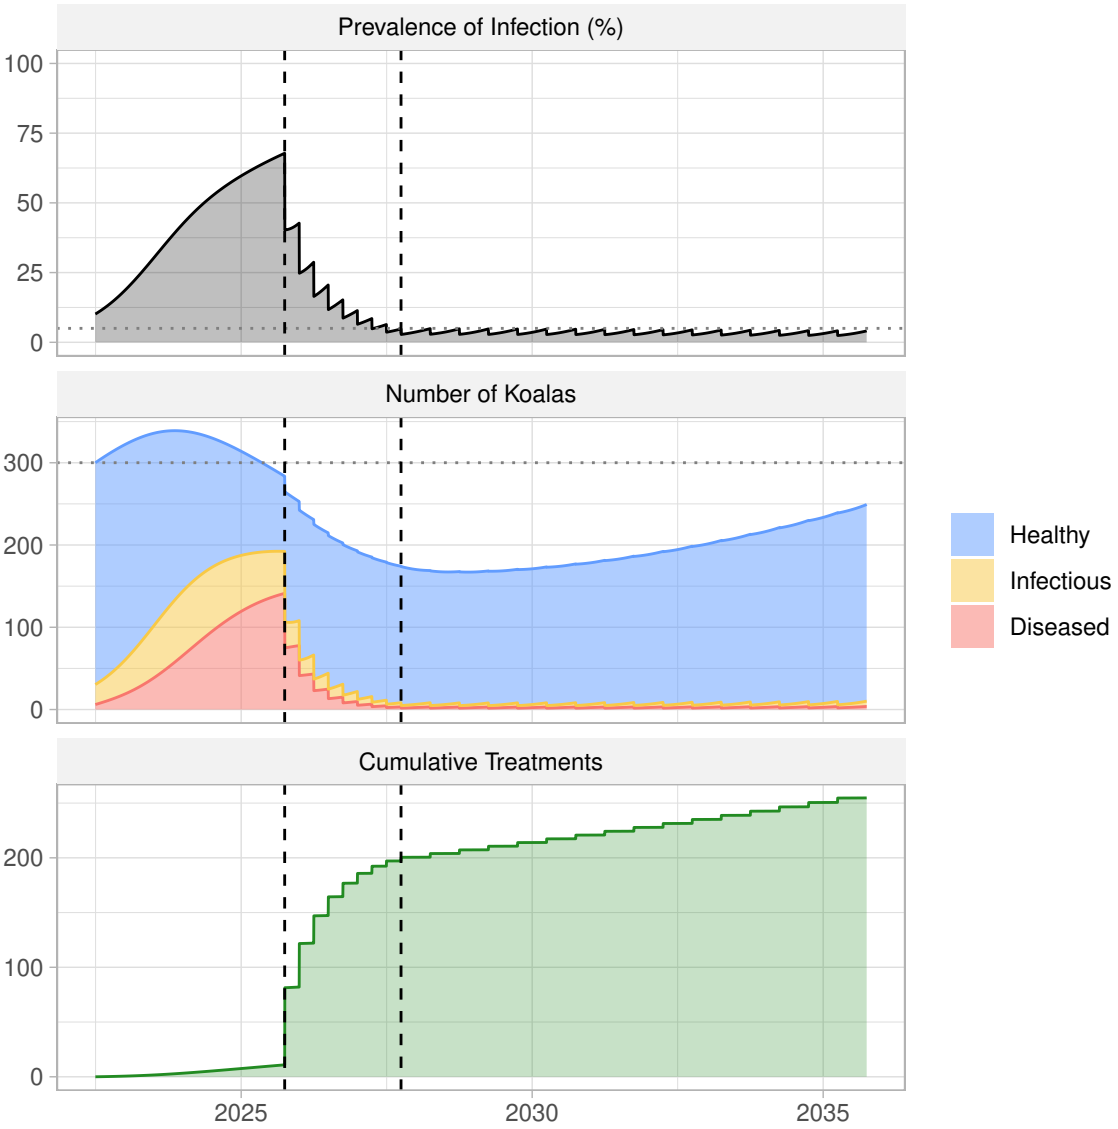 Prevalence of Infection (%)
100
75
50
25
0
Number of Koalas
300
200
100
0
Healthy
Infectious
Diseased
Cumulative Treatments
200
100
0
2025 2030 2035